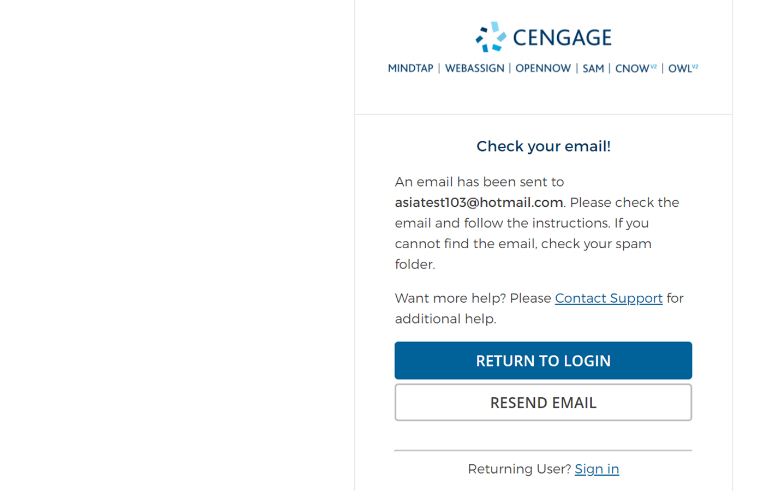 CENGAGE
MINDTAP | WEBASSIGN | OPENNOW | SAM | CNOWV2 | OWLV2
Check your email!
An email has been sent to
asiatest103@hotmail.com. Please check the
email and follow the instructions. If you
cannot find the email, check your spam
folder.
Want more help? Please Contact Support for
additional help.
RETURN TO LOGIN
RESEND EMAIL
Returning User? Sign in